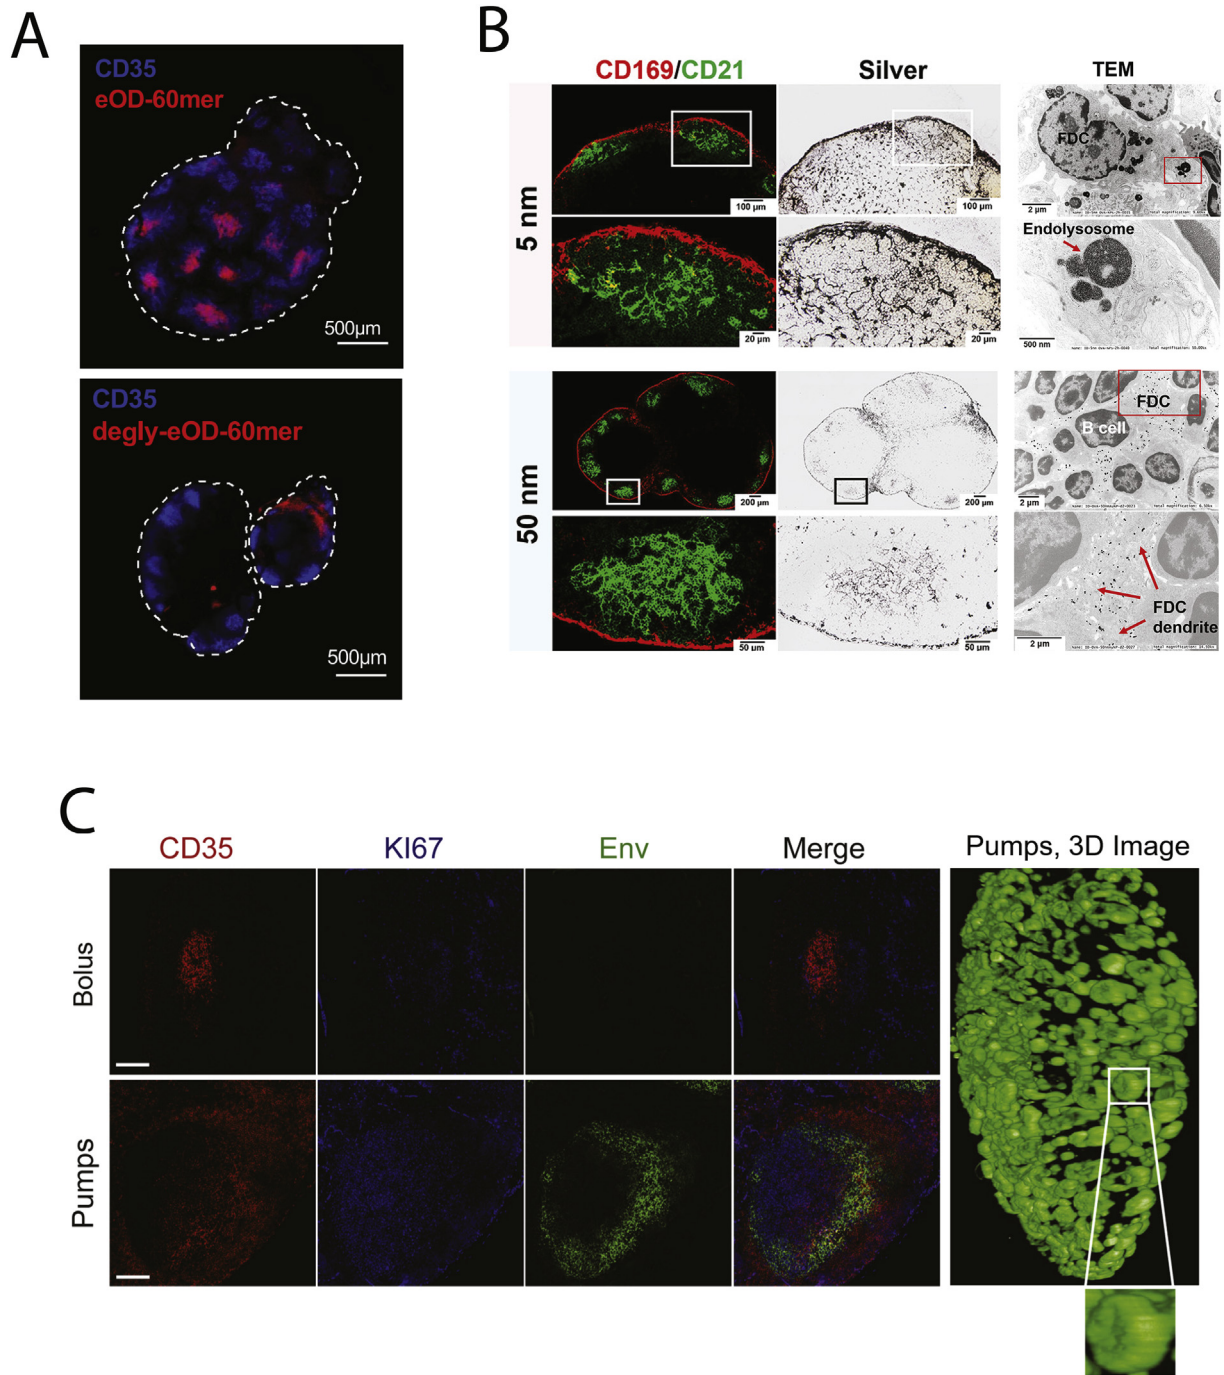 A
CD35
eOD-60mer
500µm
CD35
degly-eOD-60mer
500µm
B
CD169/CD21
Silver
TEM
5 nm
100 µm
100 µm
FDC
2 µm
20 µm
20 µm
Endolysosome
500 nm
50 nm
200 µm
200 µm
FDC
B cell
2 µm
50 µm
50 µm
FDC
dendrite
2 µm
C
CD35
KI67
Env
Merge
Pumps, 3D Image
Bolus
Pumps